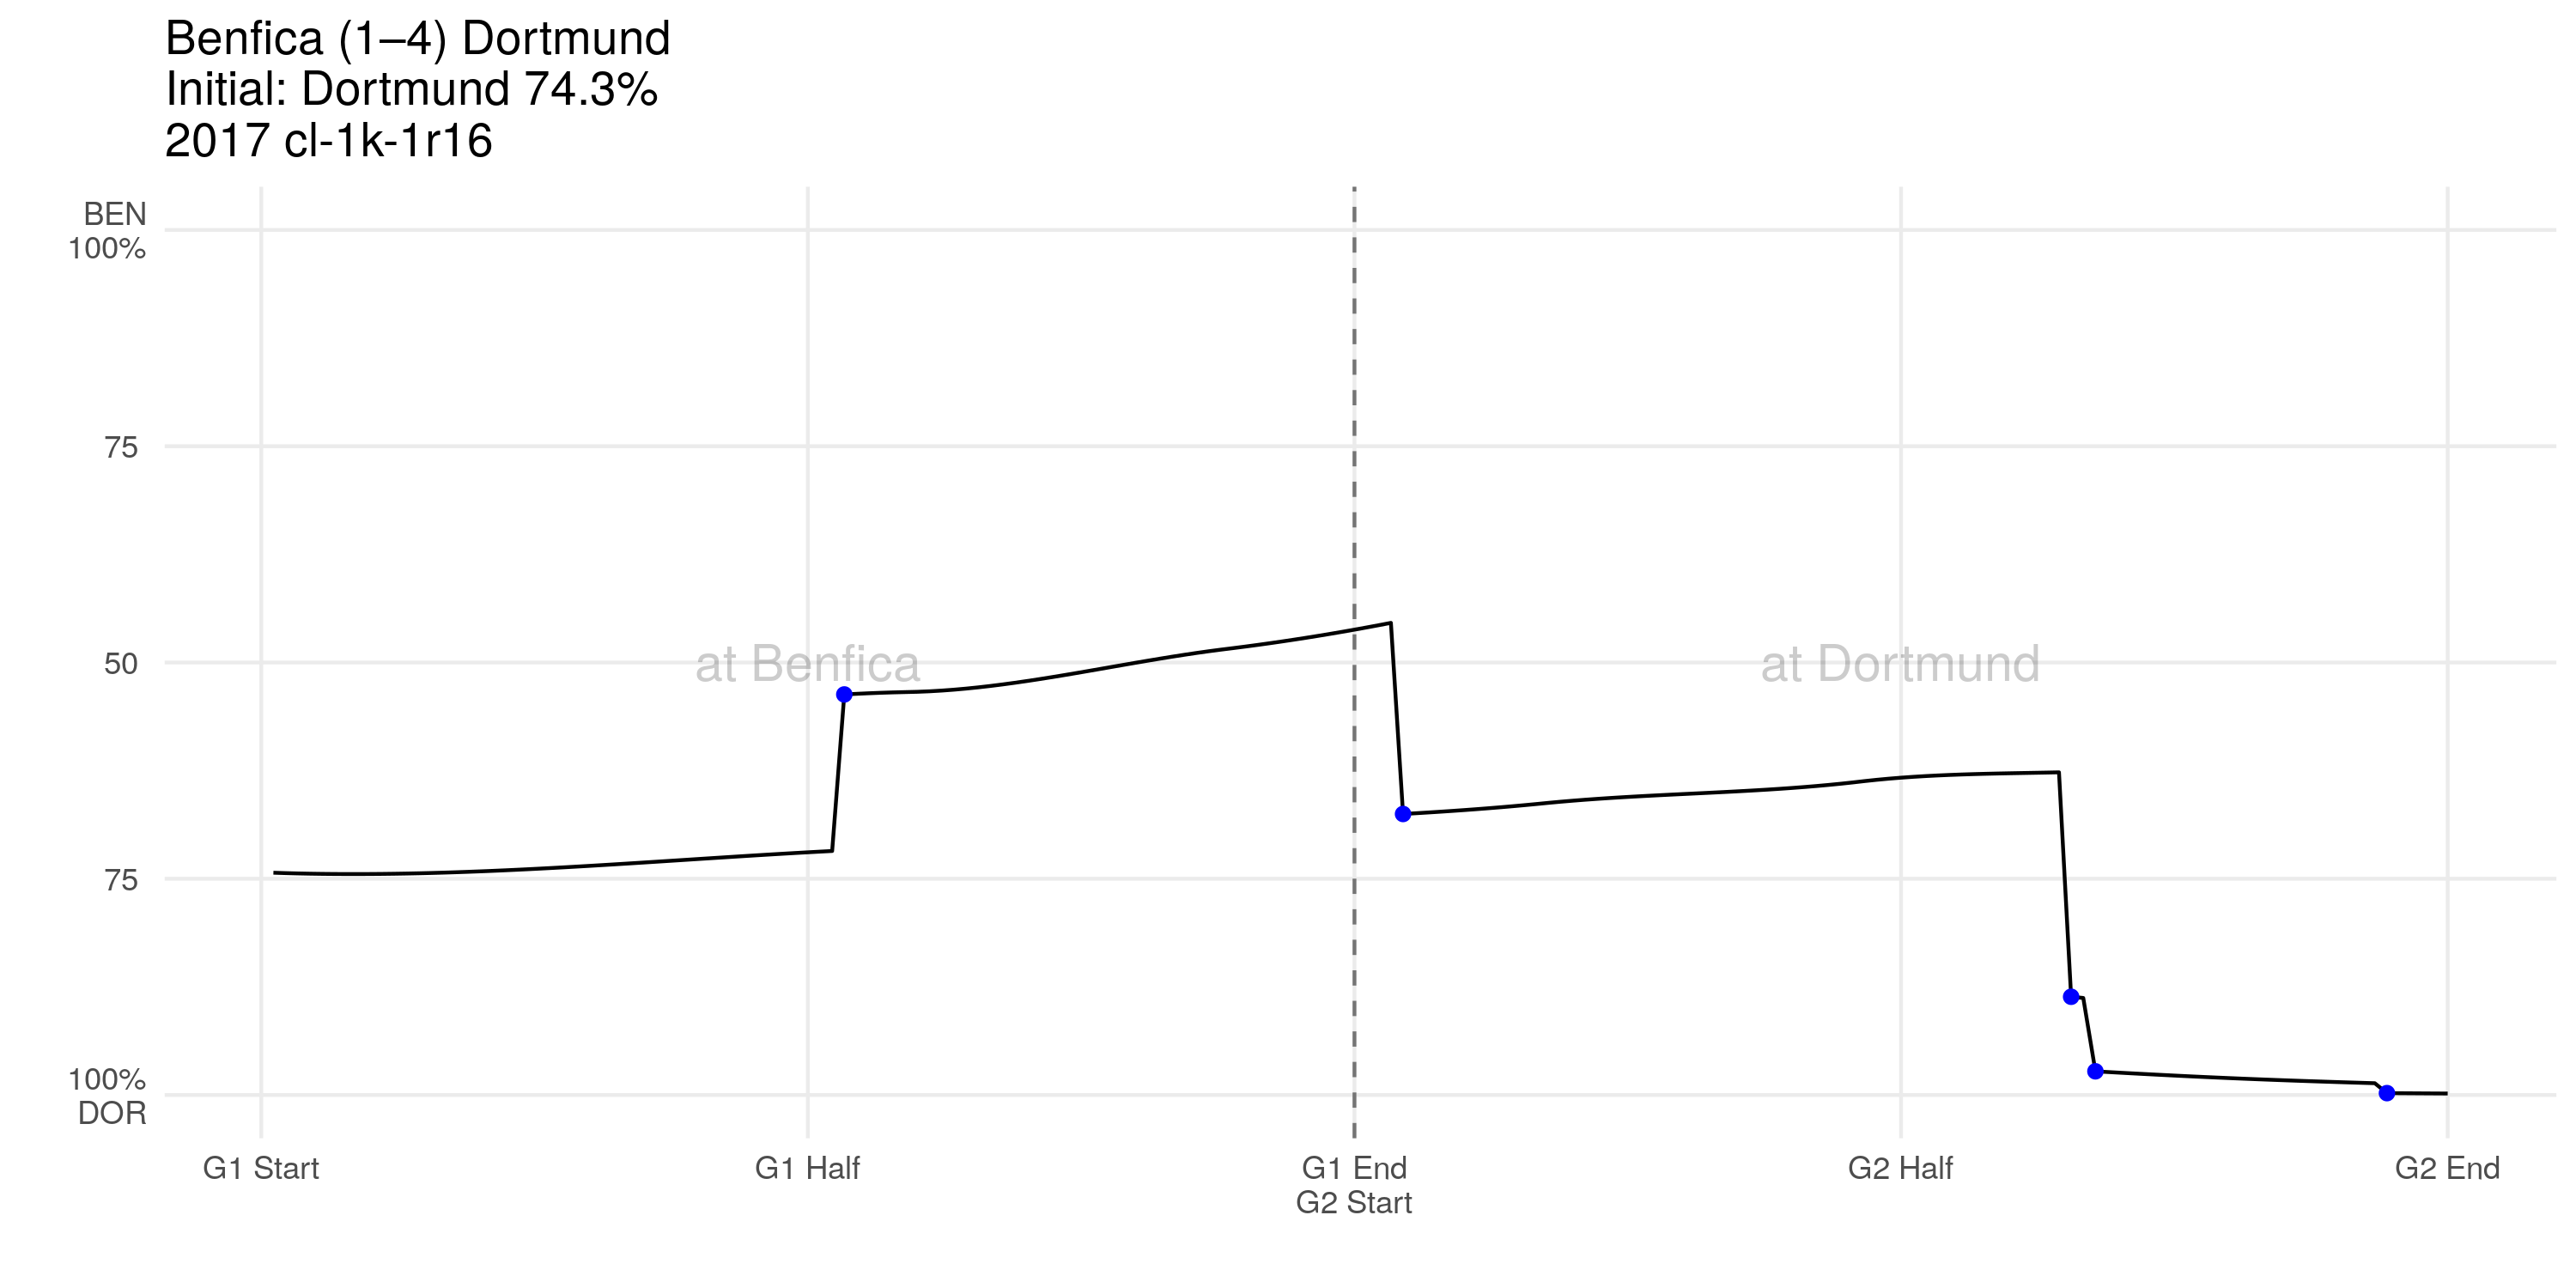 Benfica (1–4) Dortmund
Initial: Dortmund 74.3%
2017 cl-1k-1r16
BEN
100%
75
50
75
100%
DOR
at Benfica
at Dortmund
G1 Start
G1 Half
G1 End
G2 Start
G2 Half
G2 End